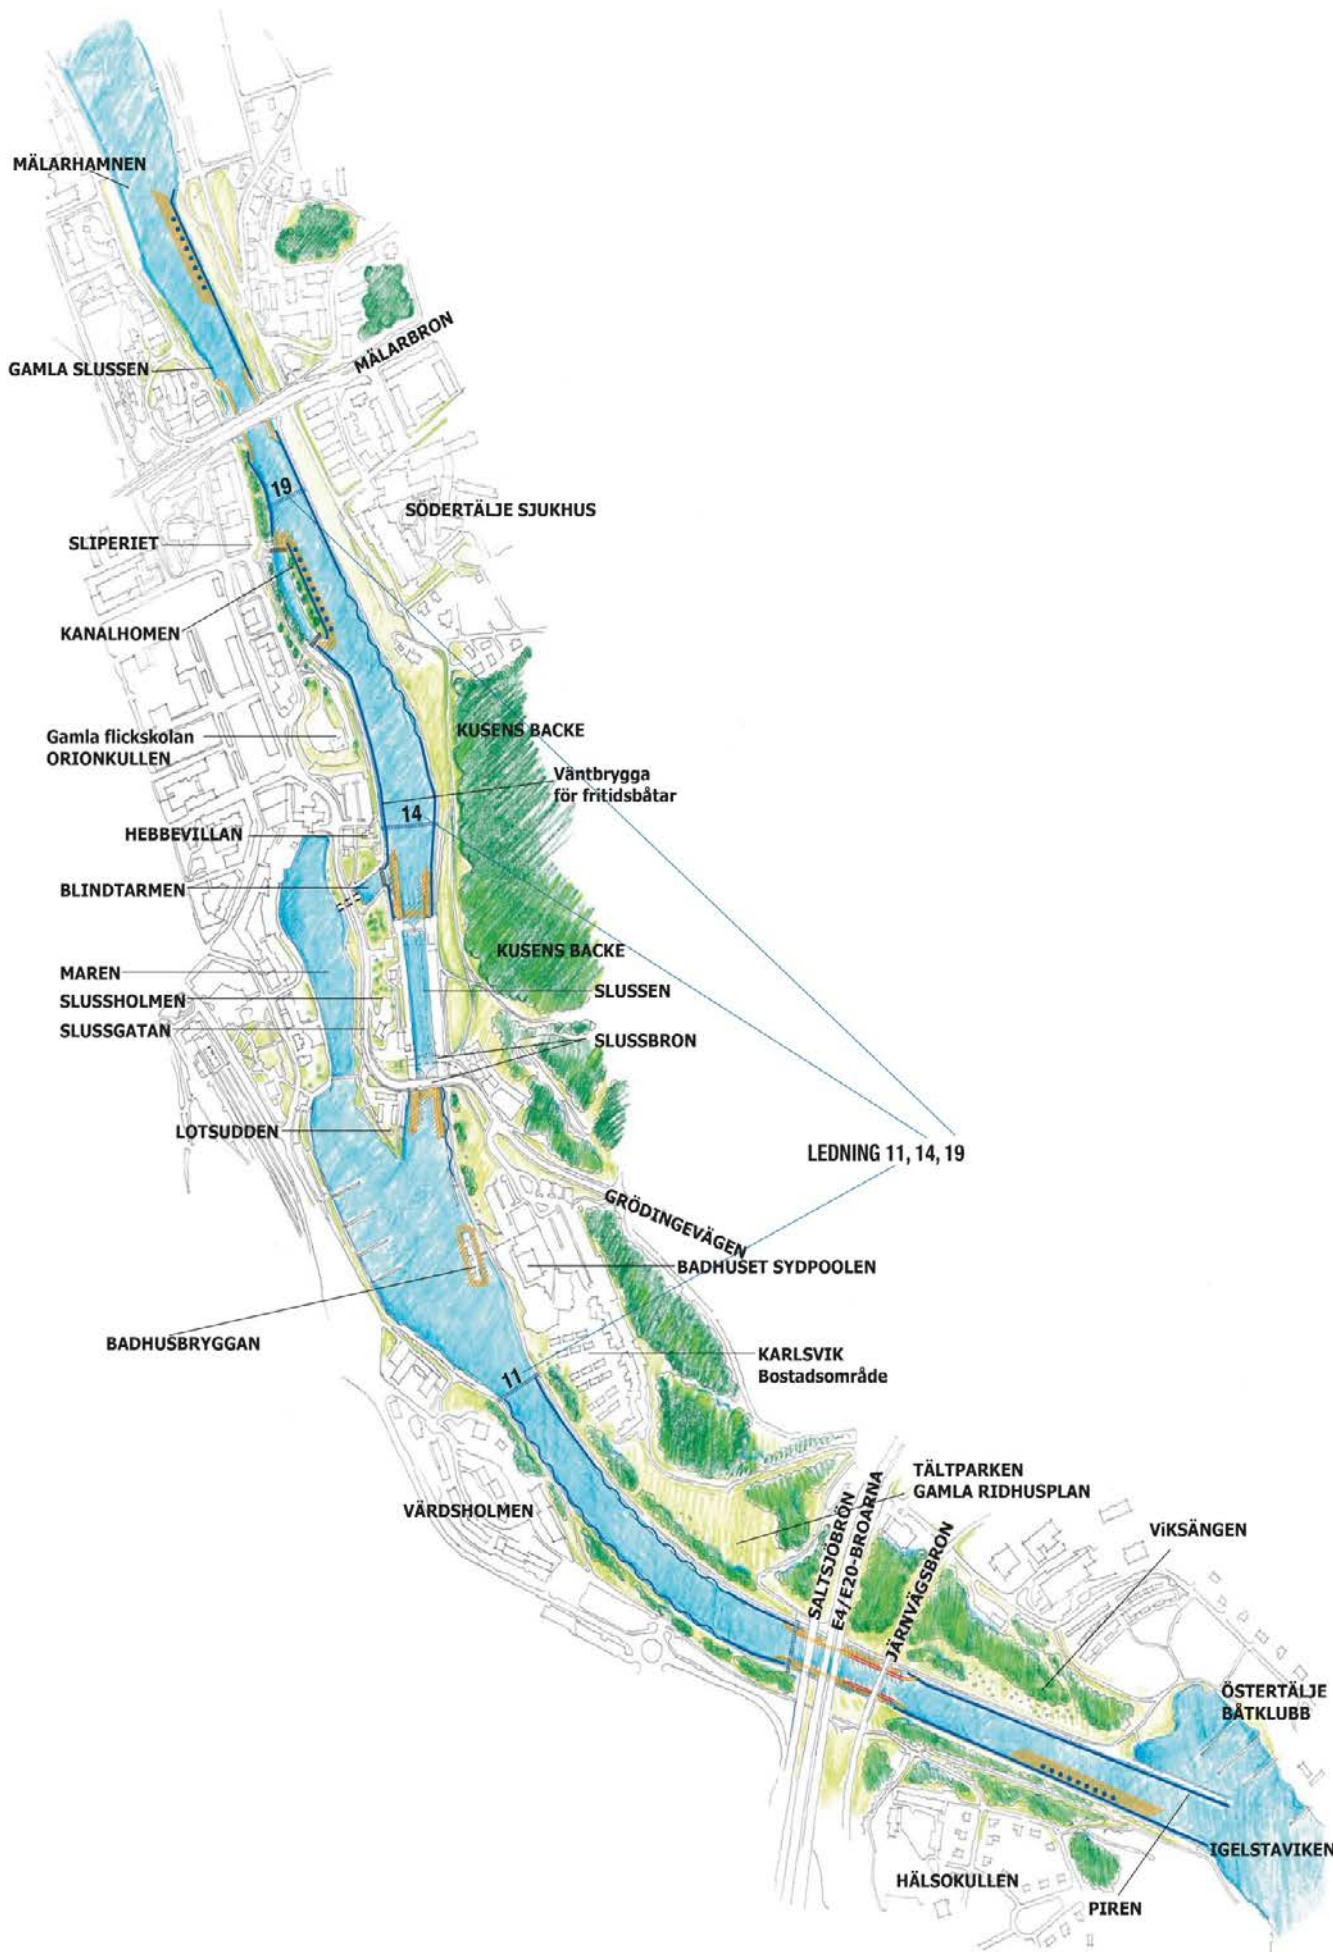 MÄLARHAMNEN
GAMLA SLUSSEN
MÄLARBRON
19
SÖDERTÄLJE SJUKHUS
SLIPERIET
KANALHOMEN
Gamla flickskolan
ORIONKULLEN
KUSENS BACKE
Väntbrygga
för fritidsbåtar
14
HEBBEVILLAN
BLINDTARMEN
KUSENS BACKE
MAREN
SLUSSHOLMEN
SLUSSGATAN
SLUSSEN
SLUSSBRON
LOTSUDDEN
LEDNING 11, 14, 19
GRÖDINGEVÄGEN
BADHUSET SYDPOOLEN
BADHUSBRYGGAN
KARLSVIK
Bostadsområde
11
VÄRDSHOLMEN
TÄLTPARKEN
GAMLA RIDHUSPLAN
SALTSJÖBRÖN
E4/E20-BROARNA
JÄRNVÄGSBRON
ViKSÄNGEN
ÖSTERTÄLJE
BÅTKLUBB
IGELSTAVIKEN
HÄLSOKULLEN
PIREN